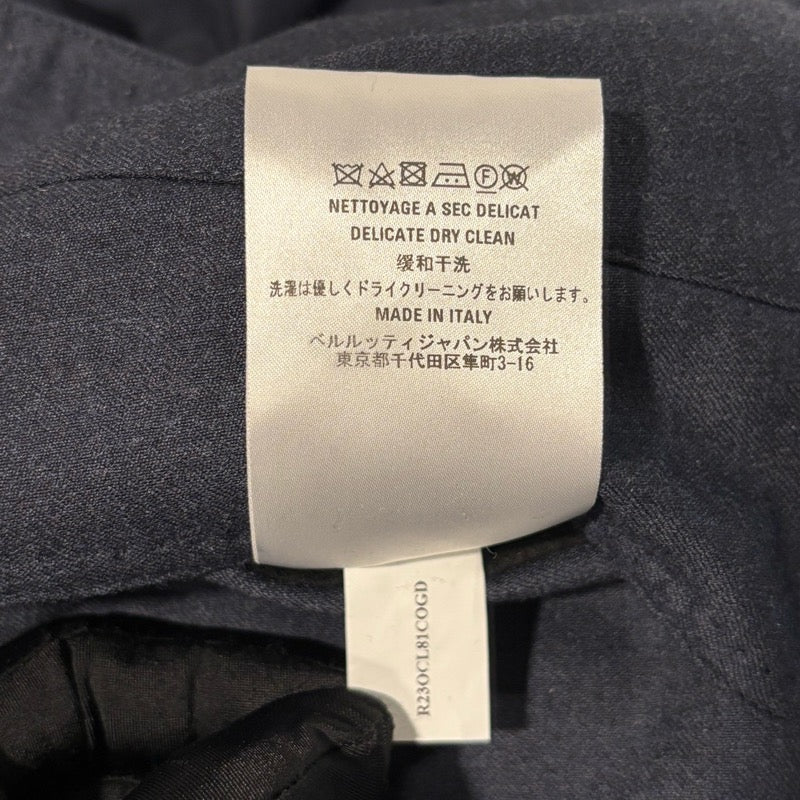 NETTOYAGE A SEC DELICAT
DELICATE DRY CLEAN
缓和干洗
洗濯は優しくドライクリーニングをお願いします。
MADE IN ITALY
ベルルッティジャパン株式会社
東京都千代田区隼町3-16
R23OCL81COGD